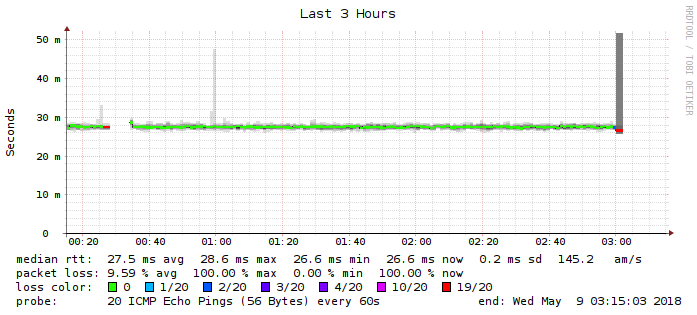 Last 3 Hours
RRDTOOL / TOBI OETIKER
Seconds
50 m
40 m
30 m
20 m
10 m
0
00:20 00:40 01:00 01:20 01:40 02:00 02:20 02:40 03:00
median rtt: 27.5 ms avg 28.6 ms max 26.6 ms min 26.6 ms now 0.2 ms sd 145.2 am/s
packet loss: 9.59 % avg 100.00 % max 0.00 % min 100.00 % now
loss color: 0 1/20 2/20 3/20 4/20 10/20 19/20
probe: 20 ICMP Echo Pings (56 Bytes) every 60s end: Wed May 9 03:15:03 2018